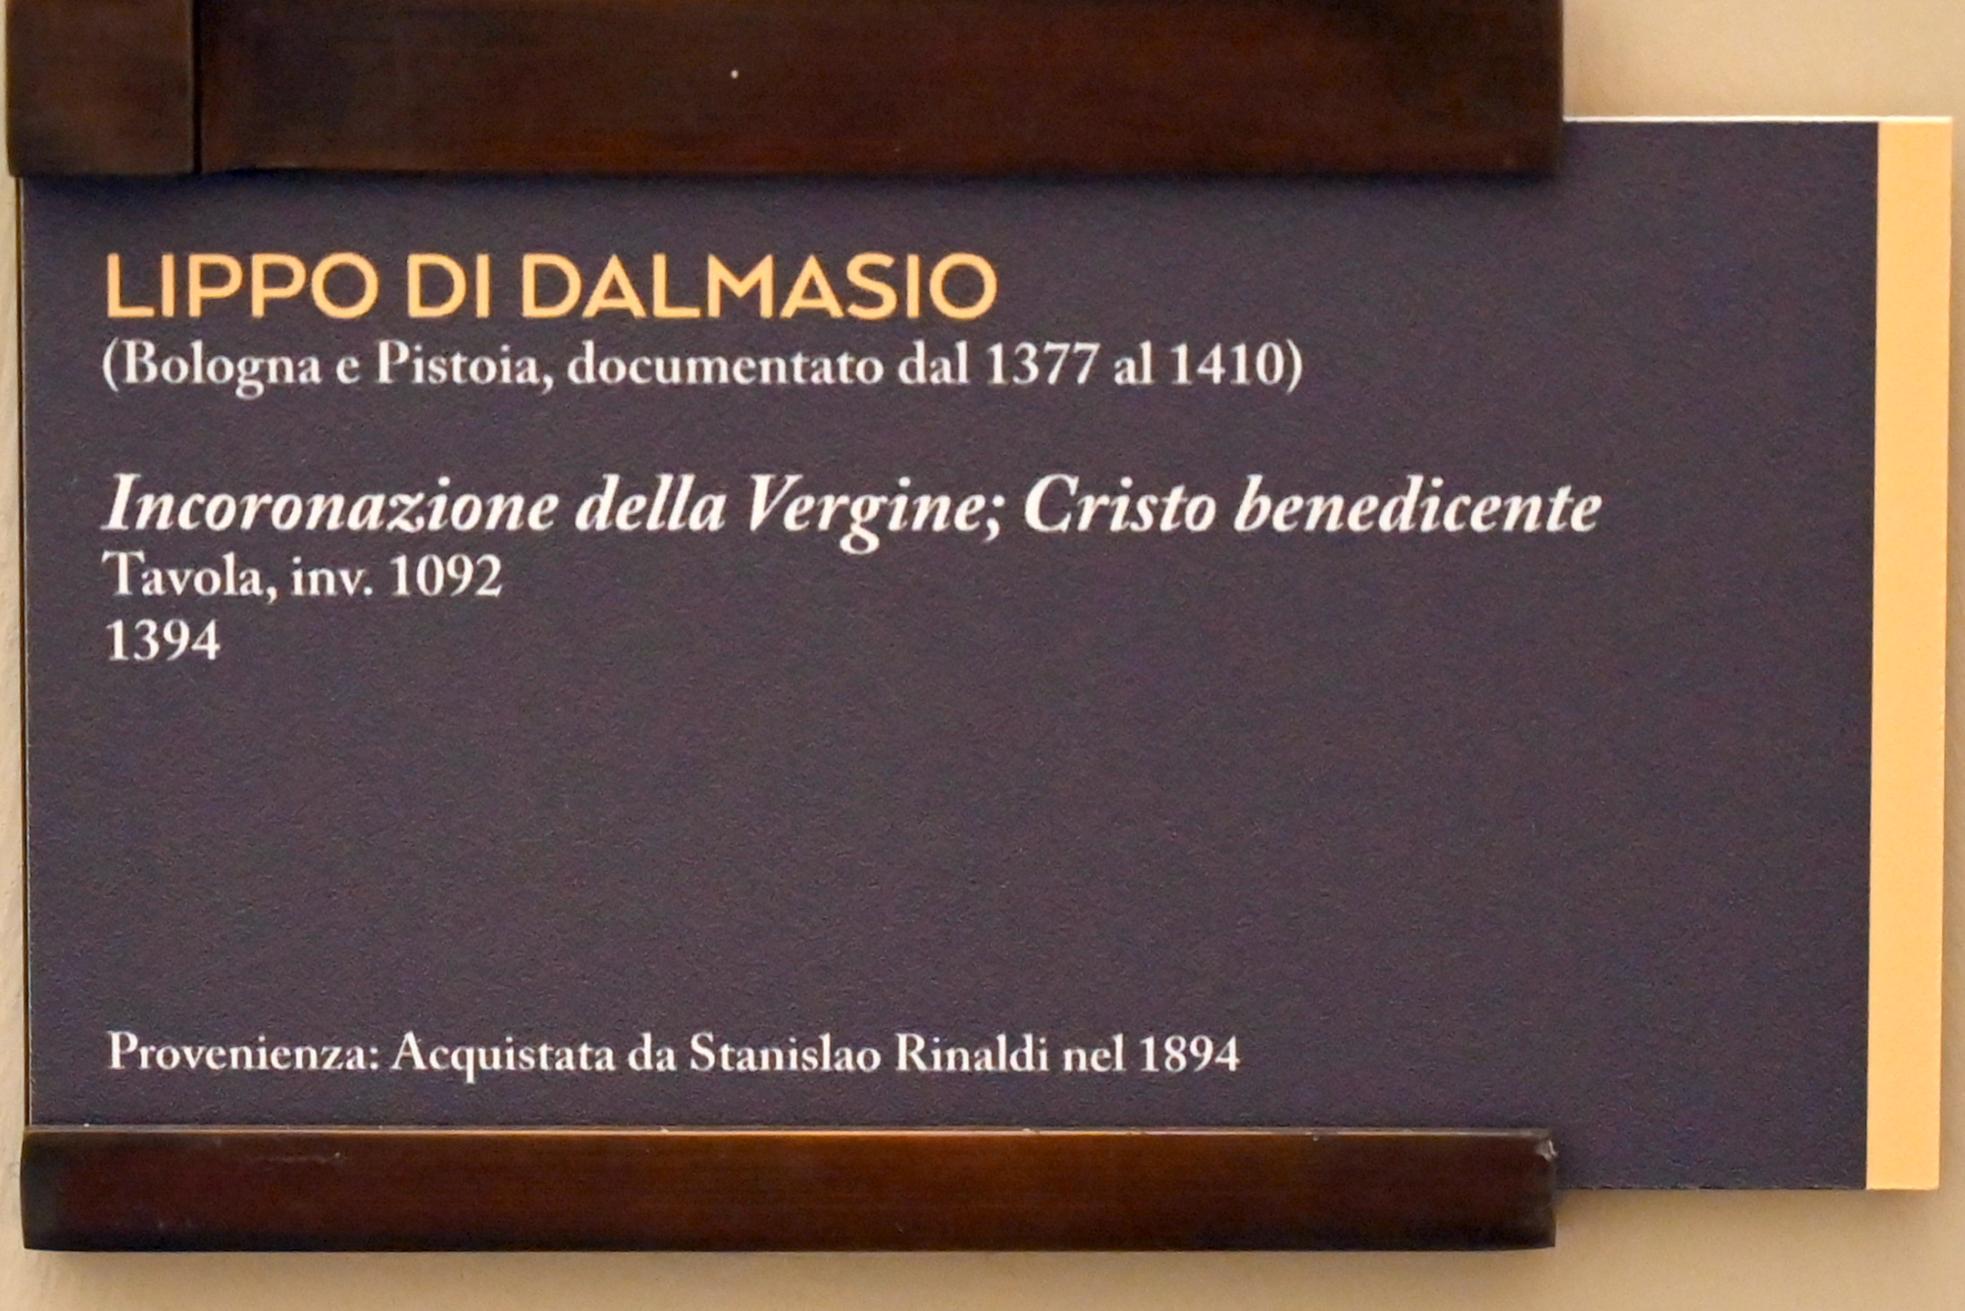 LIPPO DI DALMASIO
(Bologna e Pistoia, documentato dal 1377 al 1410)
Incoronazione della Vergine; Cristo benedicente
Tavola, inv. 1092
1394
Provenienza: Acquistata da Stanislao Rinaldi nel 1894